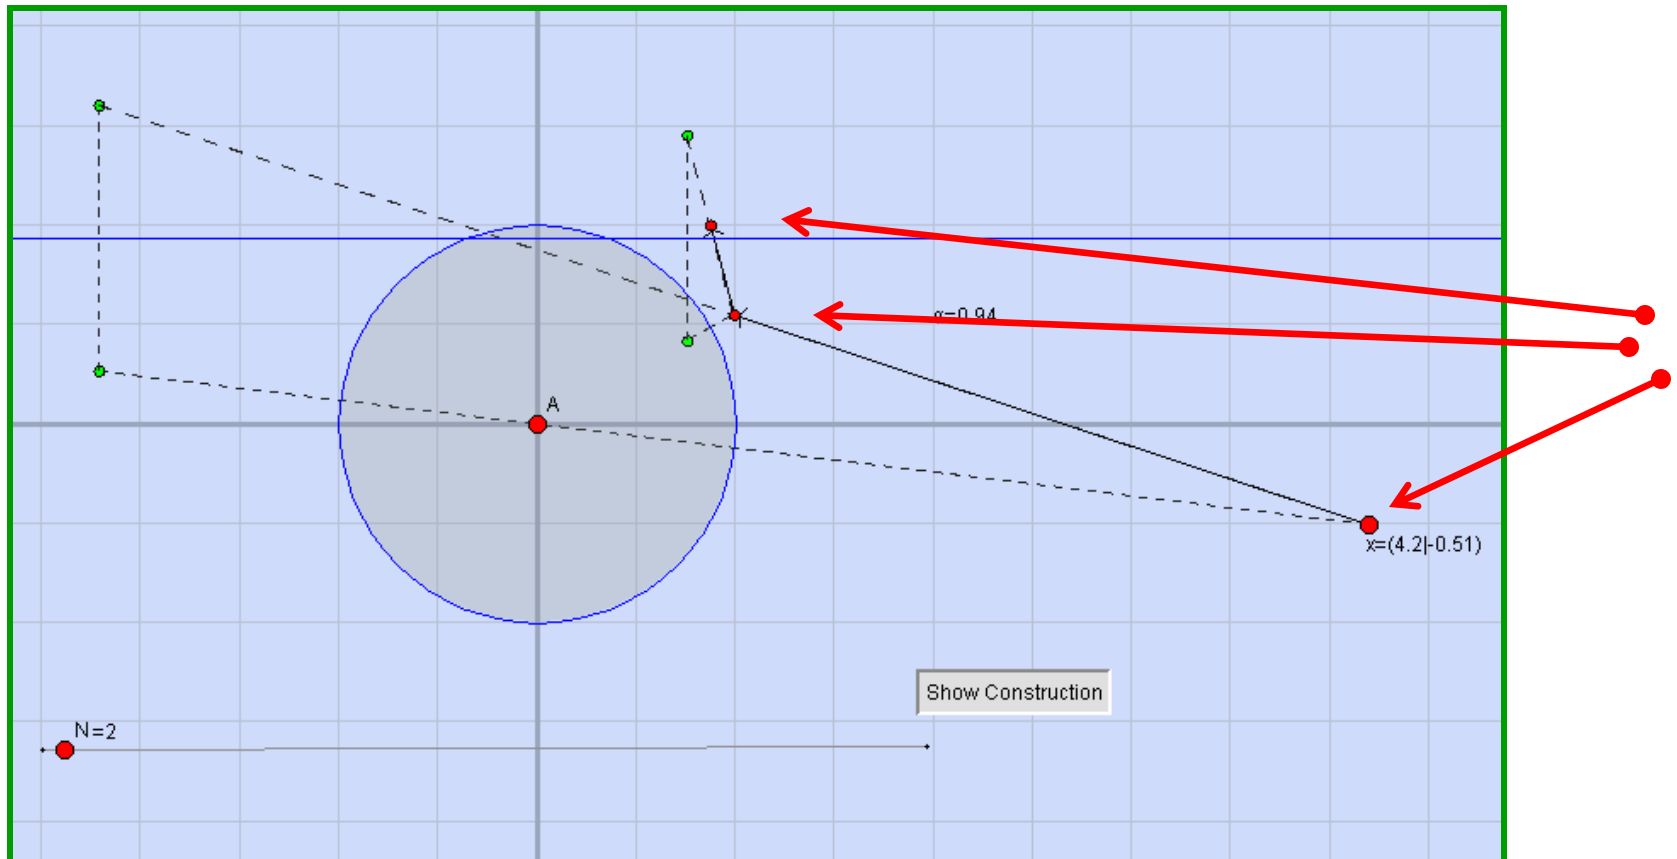 α=0.94
A
x=(4.2|-0.51)
Show Construction
N=2